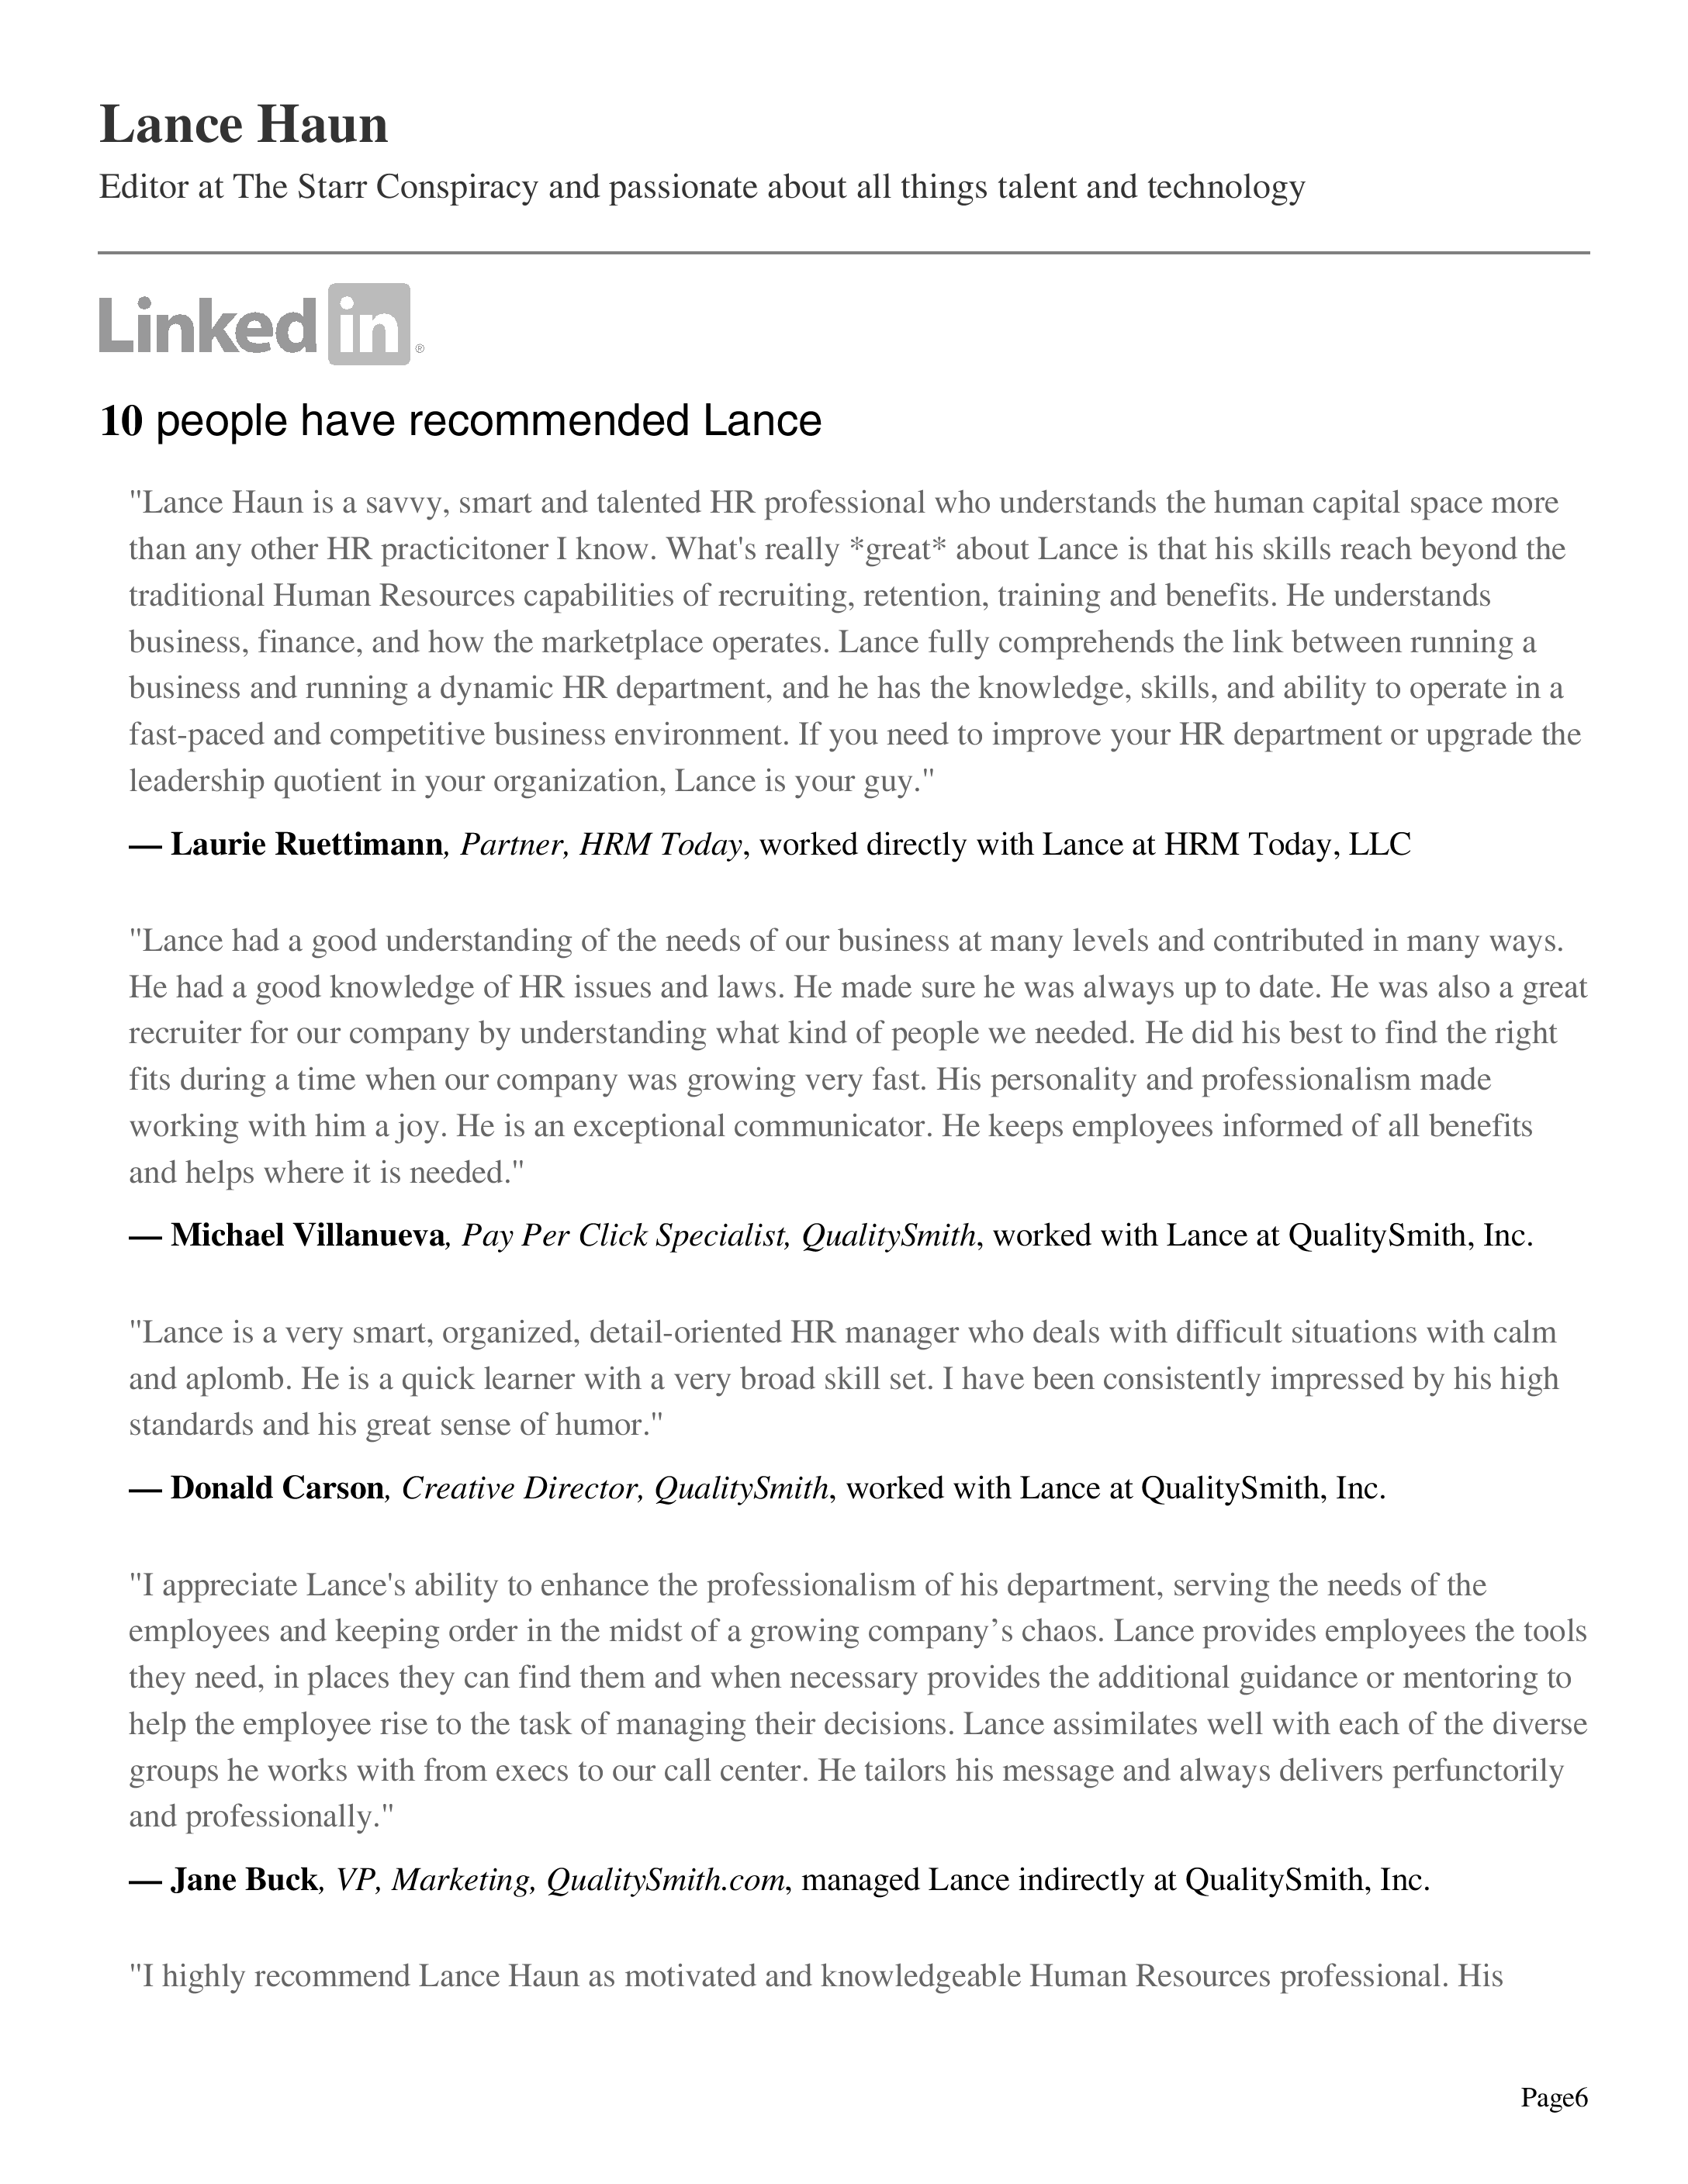 Lance Haun
Editor at The Starr Conspiracy and passionate about all things talent and technology
Linked in ®
10 people have recommended Lance
"Lance Haun is a savvy, smart and talented HR professional who understands the human capital space more
than any other HR practicitoner I know. What's really *great* about Lance is that his skills reach beyond the
traditional Human Resources capabilities of recruiting, retention, training and benefits. He understands
business, finance, and how the marketplace operates. Lance fully comprehends the link between running a
business and running a dynamic HR department, and he has the knowledge, skills, and ability to operate in a
fast-paced and competitive business environment. If you need to improve your HR department or upgrade the
leadership quotient in your organization, Lance is your guy."
— Laurie Ruettimann, Partner, HRM Today, worked directly with Lance at HRM Today, LLC
"Lance had a good understanding of the needs of our business at many levels and contributed in many ways.
He had a good knowledge of HR issues and laws. He made sure he was always up to date. He was also a great
recruiter for our company by understanding what kind of people we needed. He did his best to find the right
fits during a time when our company was growing very fast. His personality and professionalism made
working with him a joy. He is an exceptional communicator. He keeps employees informed of all benefits
and helps where it is needed."
— Michael Villanueva, Pay Per Click Specialist, QualitySmith, worked with Lance at QualitySmith, Inc.
"Lance is a very smart, organized, detail-oriented HR manager who deals with difficult situations with calm
and aplomb. He is a quick learner with a very broad skill set. I have been consistently impressed by his high
standards and his great sense of humor."
— Donald Carson, Creative Director, QualitySmith, worked with Lance at QualitySmith, Inc.
"I appreciate Lance's ability to enhance the professionalism of his department, serving the needs of the
employees and keeping order in the midst of a growing company’s chaos. Lance provides employees the tools
they need, in places they can find them and when necessary provides the additional guidance or mentoring to
help the employee rise to the task of managing their decisions. Lance assimilates well with each of the diverse
groups he works with from execs to our call center. He tailors his message and always delivers perfunctorily
and professionally."
— Jane Buck, VP, Marketing, QualitySmith.com, managed Lance indirectly at QualitySmith, Inc.
"I highly recommend Lance Haun as motivated and knowledgeable Human Resources professional. His
Page6